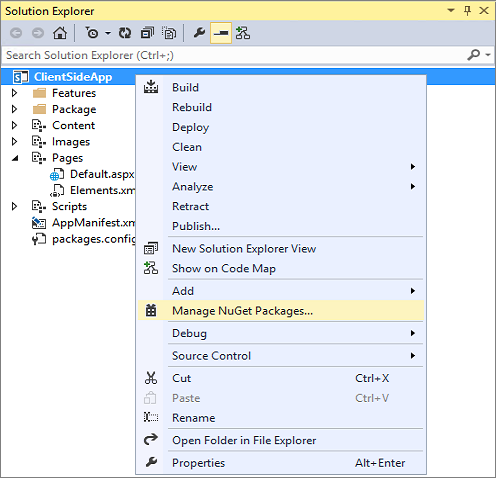 Solution Explorer
Search Solution Explorer (Ctrl+;)
ClientSideApp
Features
Package
Content
Images
Pages
Default.aspx
Elements.xm
Scripts
AppManifest.xm
packages.config
Build
Rebuild
Deploy
Clean
View
Analyze
Retract
Publish...
New Solution Explorer View
Show on Code Map
Add
Manage NuGet Packages...
Debug
Source Control
Cut Ctrl+X
Paste Ctrl+V
Rename
Open Folder in File Explorer
Properties Alt+Enter